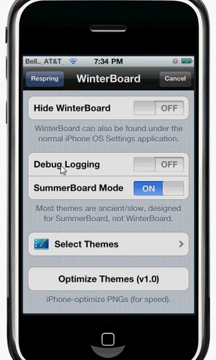 Bell.. AT&T 7:34 PM
Respring WinterBoard Cancel
Hide WinterBoard OFF
WinterBoard can also be found under
the normal iPhone OS Settings application.
Debug Logging OFF
SummerBoard Mode ON
Most themes are ancient/slow, designed
for SummerBoard, not WinterBoard.
Select Themes
Optimize Themes (v1.0)
iPhone-optimize PNGs (for speed).